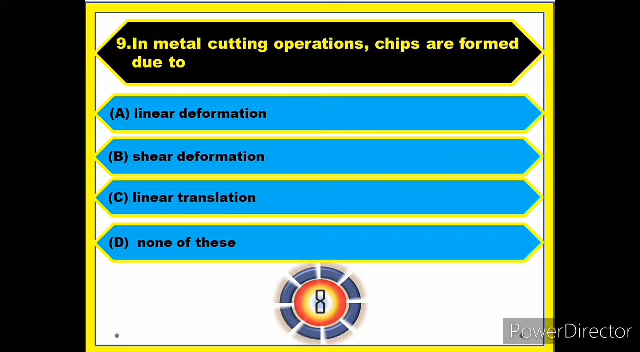 9.In metal cutting operations, chips are formed
due to
(A) linear deformation
(B) shear deformation
(C) linear translation
(D) none of these
8
PowerDirector